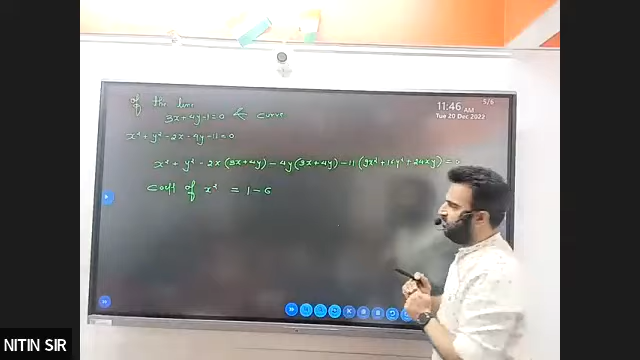 of the line
3x+4y-1=0 < curve
x²+y²-2x-4y-11=0
x²+y²-2x(3x+4y)-4y(3x+4y)-11(9x²+16y²+24xy)=0
Coeff of x² = 1-6
11:46 AM
Tue 20 Dec 2022
5/6
NITIN SIR